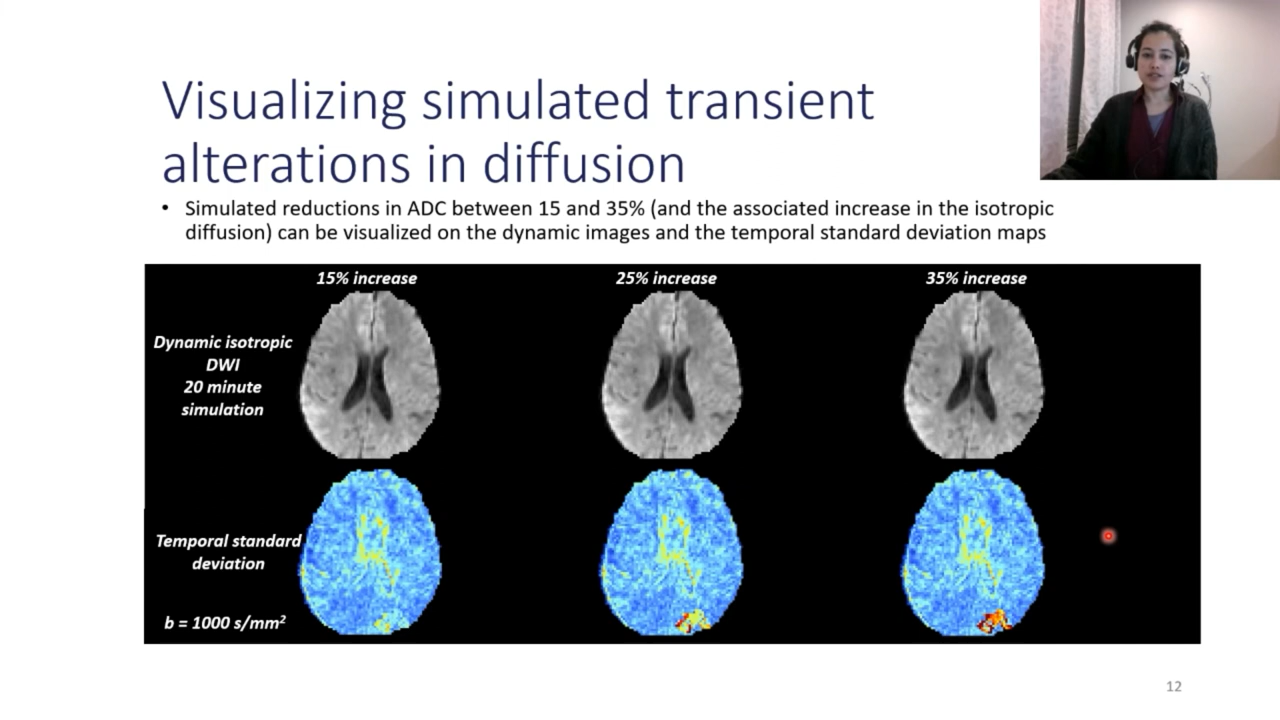 Visualizing simulated transient
alterations in diffusion
• Simulated reductions in ADC between 15 and 35% (and the associated increase in the isotropic
diffusion) can be visualized on the dynamic images and the temporal standard deviation maps
15% increase
25% increase
35% increase
Dynamic isotropic
DWI
20 minute
simulation
Temporal standard
deviation
b = 1000 s/mm²
12